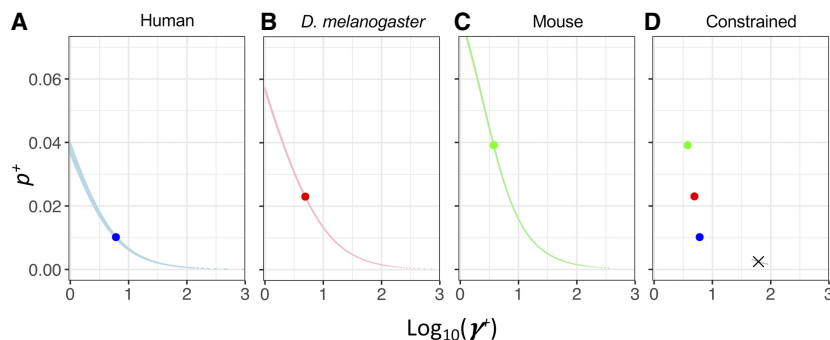 A Human B D. melanogaster C Mouse D Constrained
0.06
0.04
0.02
0.00
p⁺
0 1 2 3 0 1 2 3 0 1 2 3 0 1 2 3
Log₁₀(γ⁺)